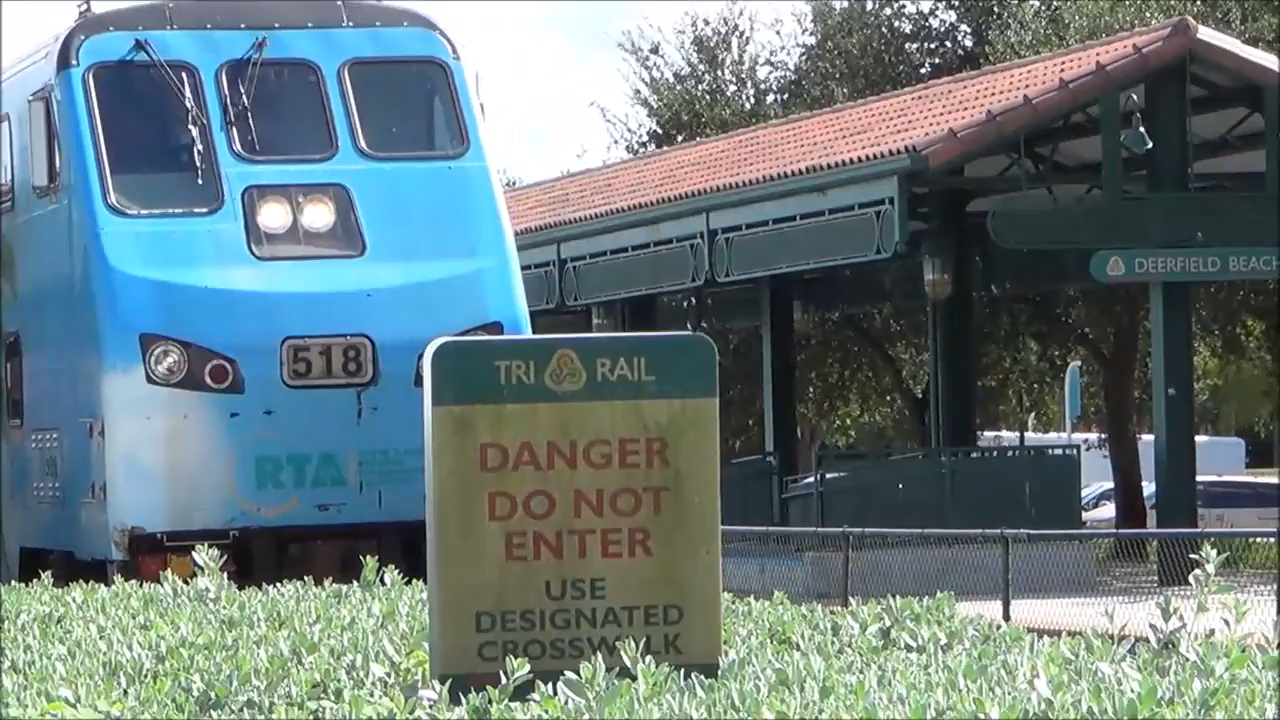 518
RTA
TRI RAIL
DANGER
DO NOT
ENTER
USE
DESIGNATED
CROSSWALK
DEERFIELD BEACH